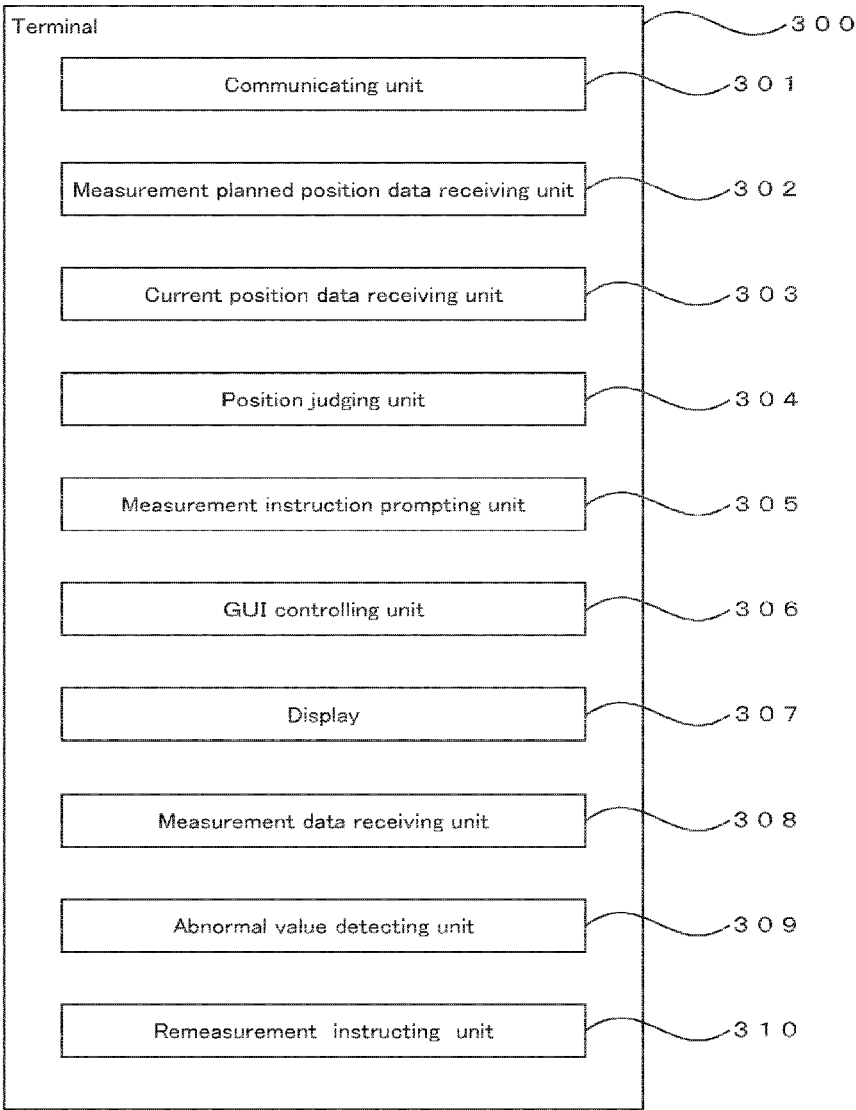 Terminal
300
Communicating unit
301
Measurement planned position data receiving unit
302
Current position data receiving unit
303
Position judging unit
304
Measurement instruction prompting unit
305
GUI controlling unit
306
Display
307
Measurement data receiving unit
308
Abnormal value detecting unit
309
Remeasurement instructing unit
310